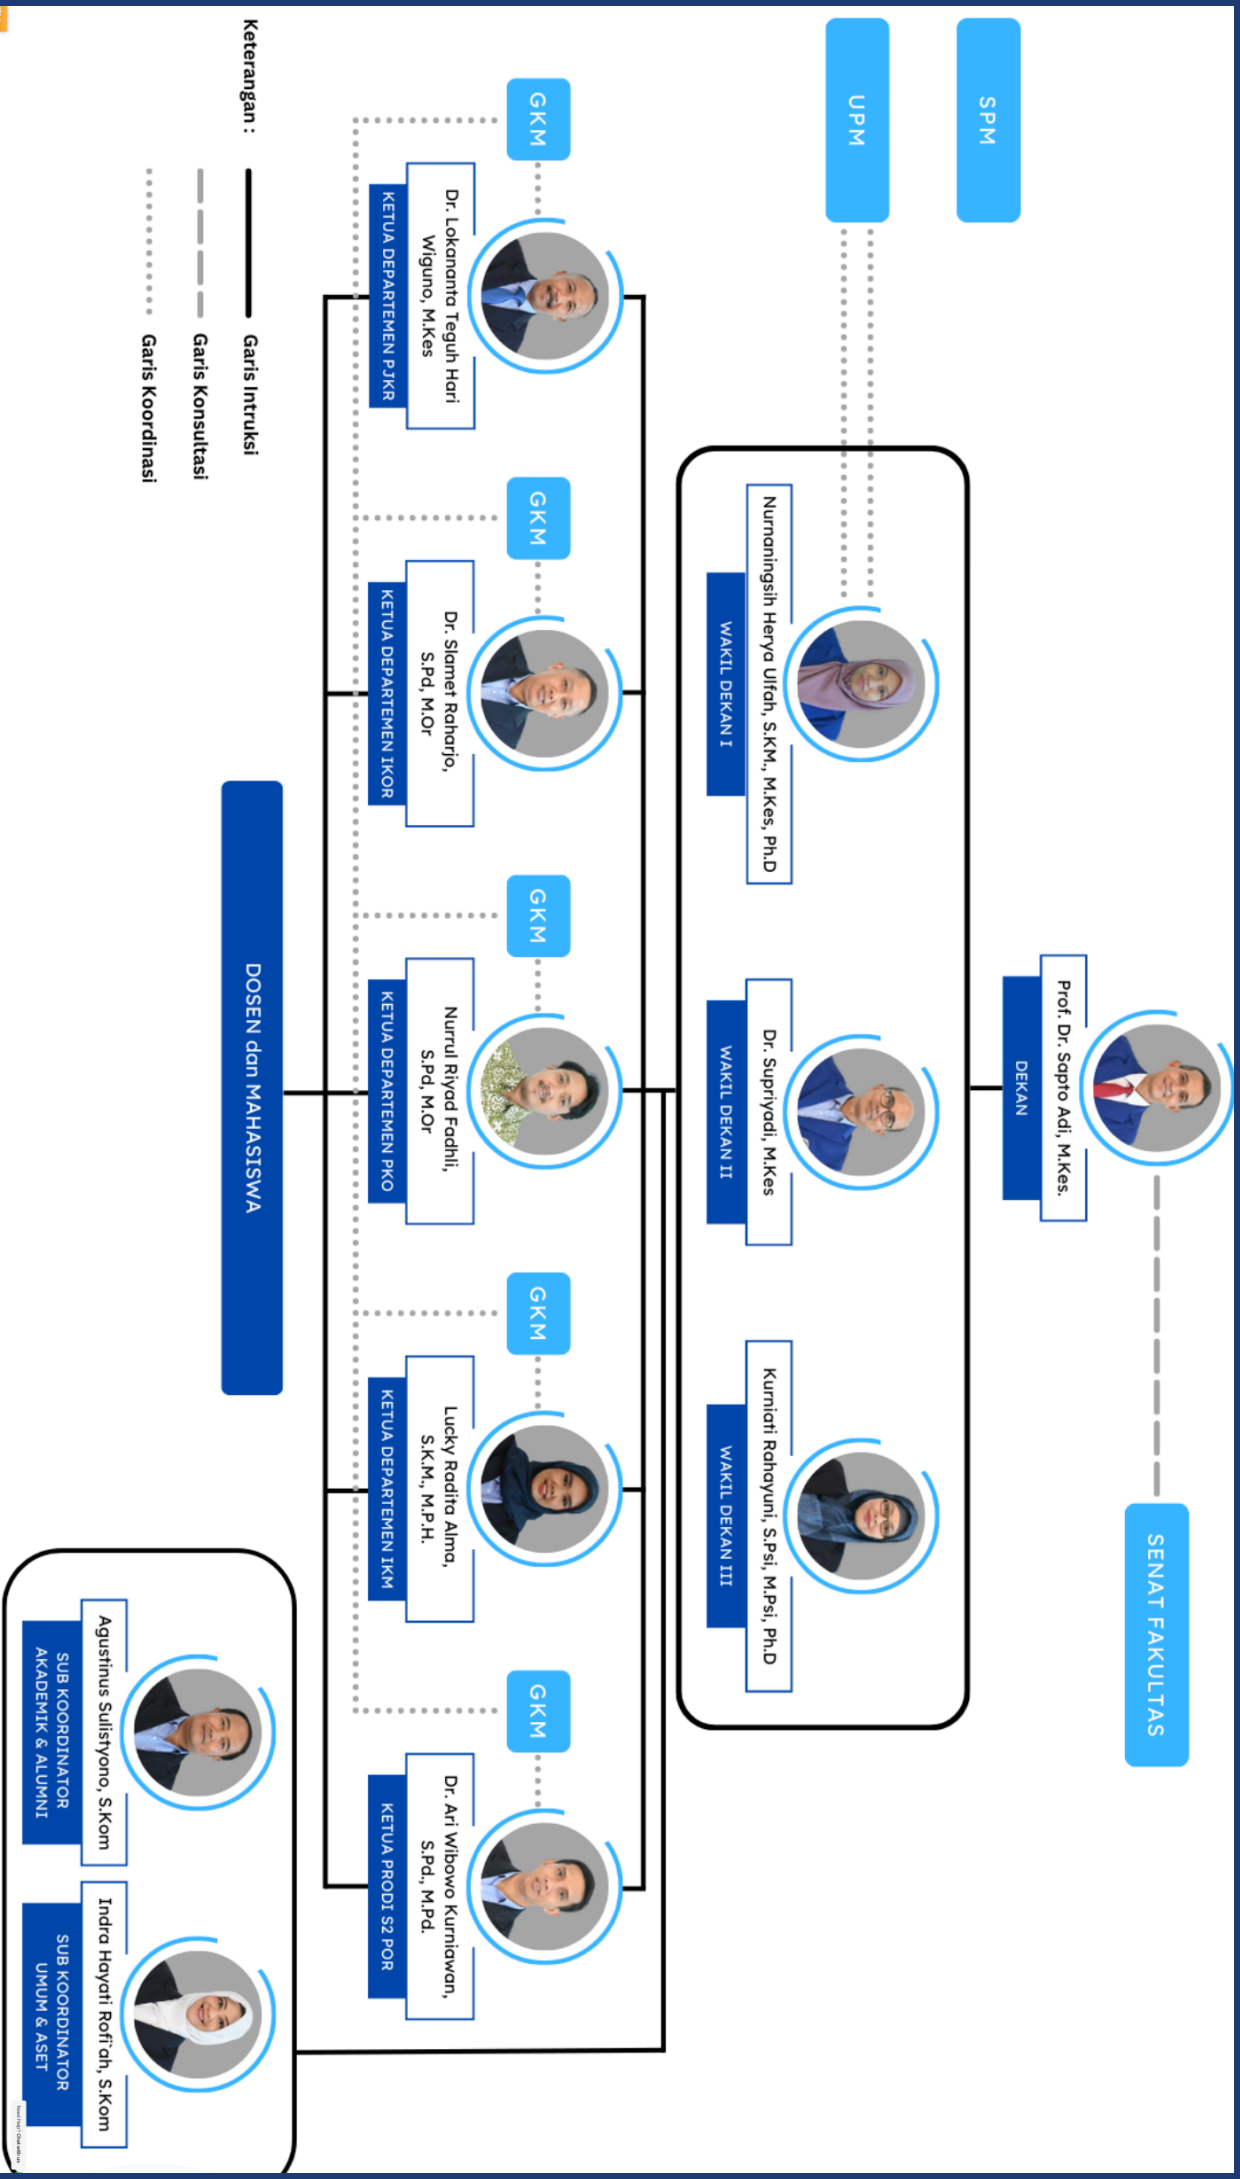 SPM
UPM
Prof. Dr. Sapto Adi, M.Kes.
DEKAN
SENAT FAKULTAS
Nurnaningsih Herya Ulfah, S.KM., M.Kes, Ph.D
WAKIL DEKAN I
Dr. Supriyadi, M.Kes
WAKIL DEKAN II
Kurniati Rahayuni, S.Psi, M.Psi, Ph.D
WAKIL DEKAN III
GKM
Dr. Lokananta Teguh Hari
Wiguno, M.Kes
KETUA DEPARTEMEN PJKR
GKM
Dr. Slamet Raharjo,
S.Pd, M.Or
KETUA DEPARTEMEN IKOR
GKM
Nurrul Riyad Fadhli,
S.Pd, M.Or
KETUA DEPARTEMEN PKO
GKM
Lucky Radita Alma,
S.K.M., M.P.H.
KETUA DEPARTEMEN IKM
GKM
Dr. Ari Wibowo Kurniawan,
S.Pd., M.Pd.
KETUA PRODI S2 POR
DOSEN dan MAHASISWA
Keterangan :
Garis Intruksi
Garis Konsultasi
Garis Koordinasi
Agustinus Sulistyono, S.Kom
SUB KOORDINATOR
AKADEMIK & ALUMNI
Indra Hayati Rofi'ah, S.Kom
SUB KOORDINATOR
UMUM & ASET
Need help? Chat with us